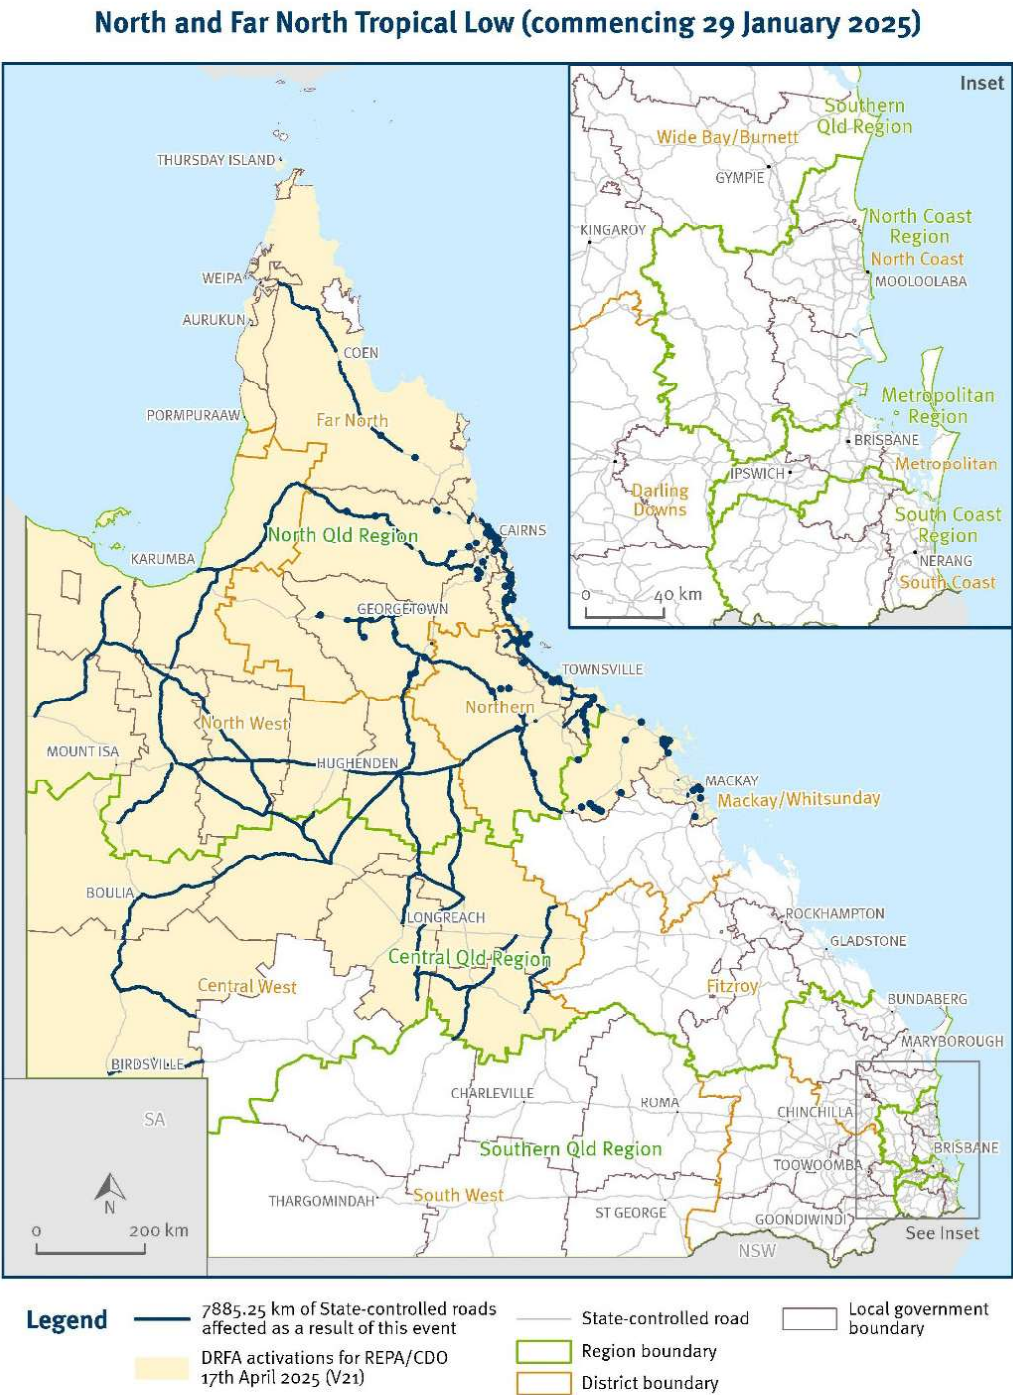 North and Far North Tropical Low (commencing 29 January 2025)
Inset
Southern
Qld Region
Wide Bay/Burnett
GYMPIE
North Coast
Region
KINGAROY
North Coast
MOOLOOLABA
Metropolitan
Region
BRISBANE
IPSWICH
Metropolitan
Darling
Downs
South Coast
Region
NERANG
South Coast
0 40 km
THURSDAY ISLAND
WEIPA
AURUKUN
COEN
PORMPURAAW
Far North
North Qld Region
CAIRNS
KARUMBA
GEORGETOWN
TOWNSVILLE
Northern
North West
MOUNT ISA
HUGHENDEN
MACKAY
Mackay/Whitsunday
BOULIA
LONGREACH
ROCKHAMPTON
GLADSTONE
Central Qld Region
Central West
Fitzroy
BUNDABERG
MARYBOROUGH
BIRDSVILLE
CHARLEVILLE
ROMA
CHINCHILLA
SA
Southern Qld Region
BRISBANE
TOOWOOMBA
N
THARGOMINDAH
South West
ST GEORGE
GOONDIWINDI
0 200 km
See Inset
NSW
Legend
7885.25 km of State-controlled roads
affected as a result of this event
DRFA activations for REPA/CDO
17th April 2025 (V21)
State-controlled road
Region boundary
District boundary
Local government
boundary